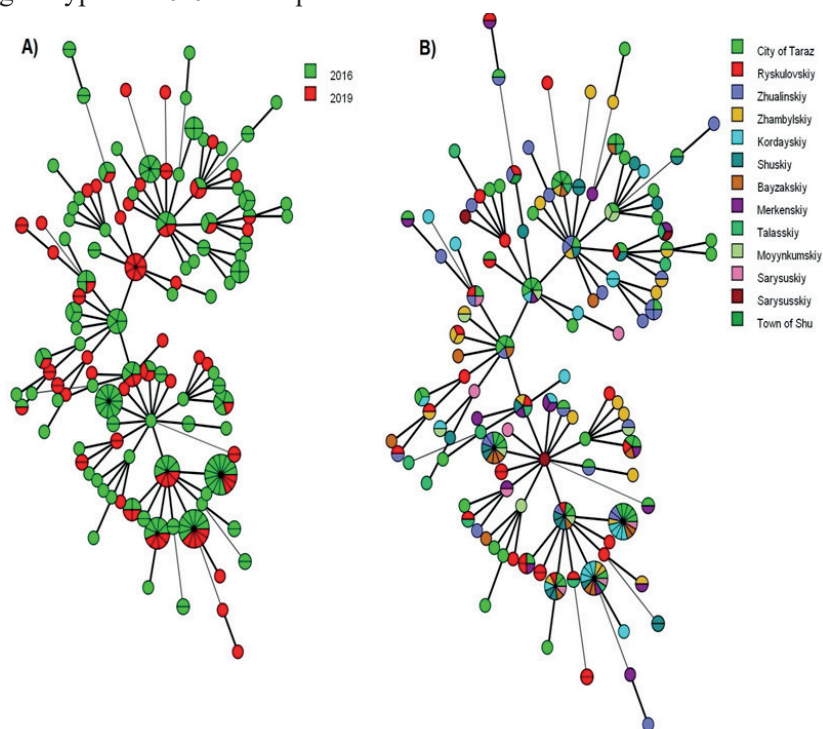 A)
2016
2019
B)
City of Taraz
Ryskulovskiy
Zhualinskiy
Zhambylskiy
Kordayskiy
Shuskiy
Bayzakskiy
Merkenskiy
Talasskiy
Moyynkumskiy
Sarysuskiy
Sarysusskiy
Town of Shu